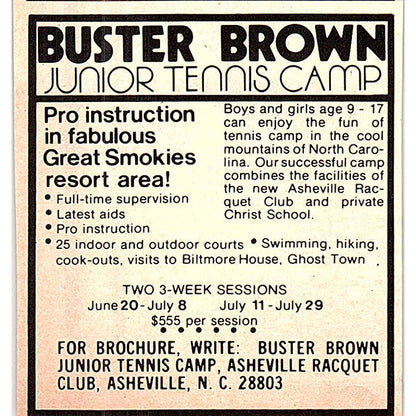 BUSTER BROWN
JUNIOR TENNIS CAMP
Pro instruction
in fabulous
Great Smokies
resort area!
• Full-time supervision
• Latest aids
• Pro instruction
Boys and girls age 9 - 17
can enjoy the fun of
tennis camp in the cool
mountains of North Caro-
lina. Our successful camp
combines the facilities of
the new Asheville Rac-
quet Club and private
Christ School.
• 25 indoor and outdoor courts • Swimming, hiking,
cook-outs, visits to Biltmore House, Ghost Town
TWO 3-WEEK SESSIONS
June 20-July 8 July 11-July 29
$555 per session
FOR BROCHURE, WRITE: BUSTER BROWN
JUNIOR TENNIS CAMP, ASHEVILLE RACQUET
CLUB, ASHEVILLE, N. C. 28803